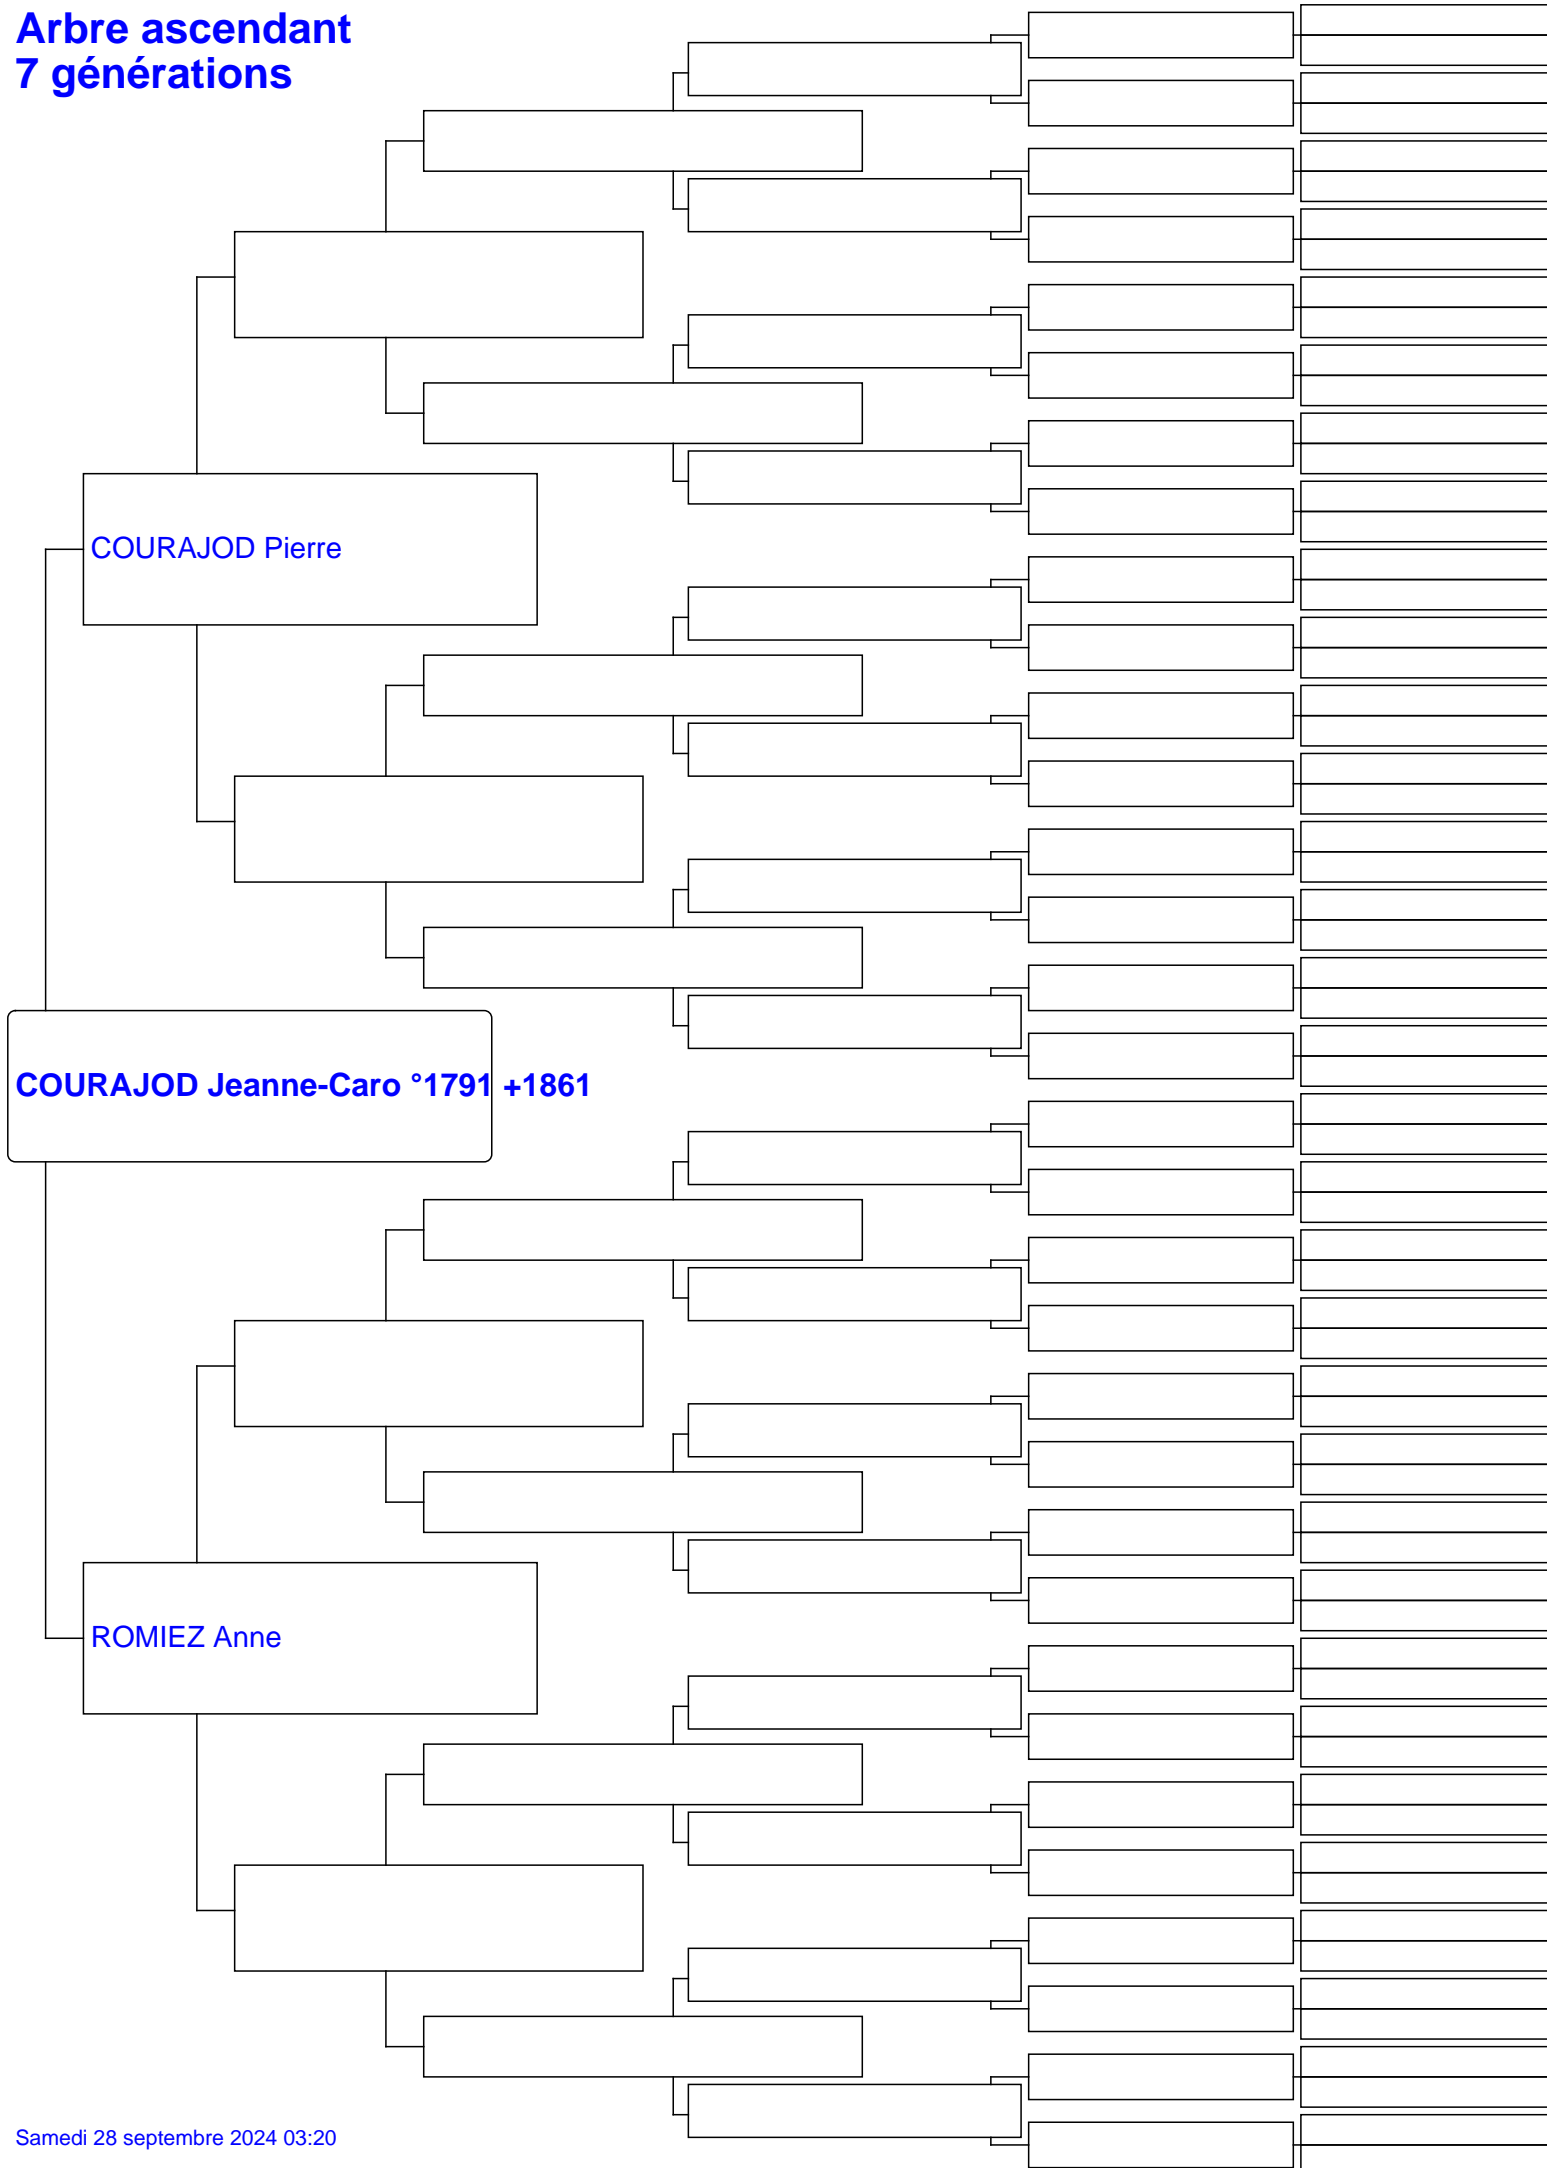 Arbre ascendant
7 générations
COURAJOD Pierre
COURAJOD Jeanne-Caro °1791 +1861
ROMIEZ Anne
Samedi 28 septembre 2024 03:20